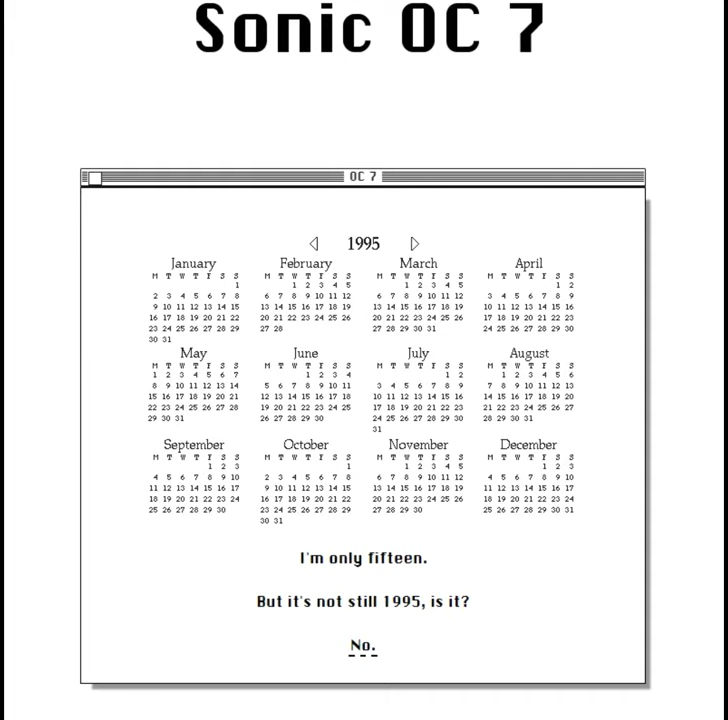 Sonic OC 7
OC 7
1995
January February March April
M T W T F S S M T W T F S S M T W T F S S M T W T F S S
1 1 2 3 4 5 1 2 3 4 5 1 2
2 3 4 5 6 7 8 6 7 8 9 10 11 12 6 7 8 9 10 11 12 3 4 5 6 7 8 9
9 10 11 12 13 14 15 13 14 15 16 17 18 19 13 14 15 16 17 18 19 10 11 12 13 14 15 16
16 17 18 19 20 21 22 20 21 22 23 24 25 26 20 21 22 23 24 25 26 17 18 19 20 21 22 23
23 24 25 26 27 28 29 27 28 27 28 29 30 31 24 25 26 27 28 29 30
30 31
May June July August
M T W T F S S M T W T F S S M T W T F S S M T W T F S S
1 2 3 4 5 6 7 1 2 3 4 1 2 1 2 3 4 5 6
8 9 10 11 12 13 14 5 6 7 8 9 10 11 3 4 5 6 7 8 9 7 8 9 10 11 12 13
15 16 17 18 19 20 21 12 13 14 15 16 17 18 10 11 12 13 14 15 16 14 15 16 17 18 19 20
22 23 24 25 26 27 28 19 20 21 22 23 24 25 17 18 19 20 21 22 23 21 22 23 24 25 26 27
29 30 31 26 27 28 29 30 24 25 26 27 28 29 30 28 29 30 31
31
September October November December
M T W T F S S M T W T F S S M T W T F S S M T W T F S S
1 2 3 1 1 2 3 4 5 1 2 3
4 5 6 7 8 9 10 2 3 4 5 6 7 8 6 7 8 9 10 11 12 4 5 6 7 8 9 10
11 12 13 14 15 16 17 9 10 11 12 13 14 15 13 14 15 16 17 18 19 11 12 13 14 15 16 17
18 19 20 21 22 23 24 16 17 18 19 20 21 22 20 21 22 23 24 25 26 18 19 20 21 22 23 24
25 26 27 28 29 30 23 24 25 26 27 28 29 27 28 29 30 25 26 27 28 29 30 31
30 31
I'm only fifteen.
But it's not still 1995, is it?
No.